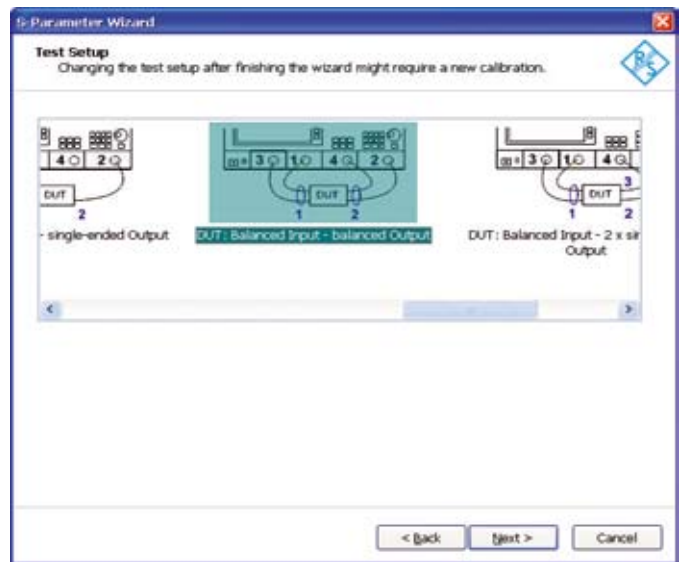 S-Parameter Wizard
Test Setup
Changing the test setup after finishing the wizard might require a new calibration.
R&S
4 2
DUT
2
- single-ended Output
3 1 4 2
DUT
1 2
DUT: Balanced Input - balanced Output
3 1 4
3
DUT
1 2
DUT: Balanced Input - 2 x sin
Output
< Back
Next >
Cancel